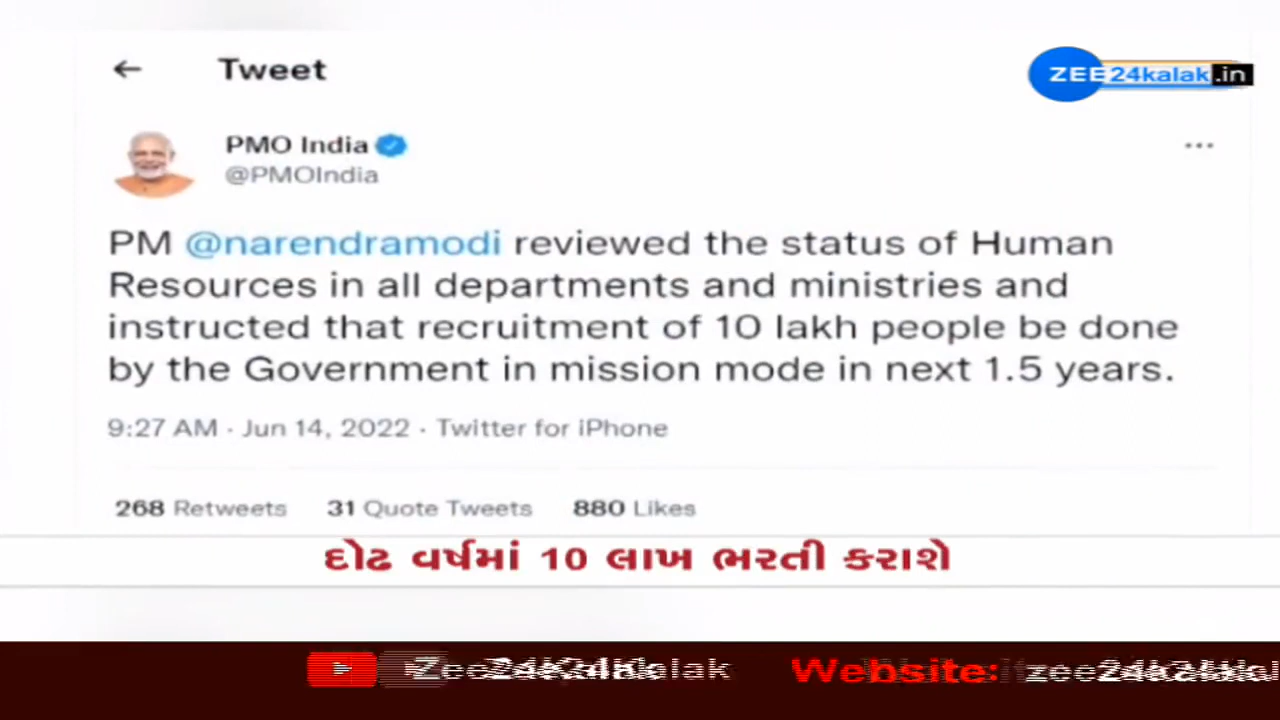 Tweet
ZEE24kalak.in
PMO India
@PMOIndia
PM @narendramodi reviewed the status of Human
Resources in all departments and ministries and
instructed that recruitment of 10 lakh people be done
by the Government in mission mode in next 1.5 years.
9:27 AM · Jun 14, 2022 · Twitter for iPhone
268 Retweets 31 Quote Tweets 880 Likes
દોઢ વર્ષમાં 10 લાખ ભરતી કરાશે
Website: